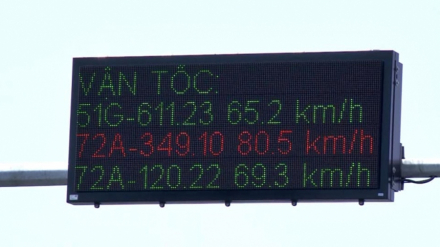 VẬN TỐC:
51G-611.23 65.2 km/h
72A-349.10 80.5 km/h
72A-120.22 69.3 km/h